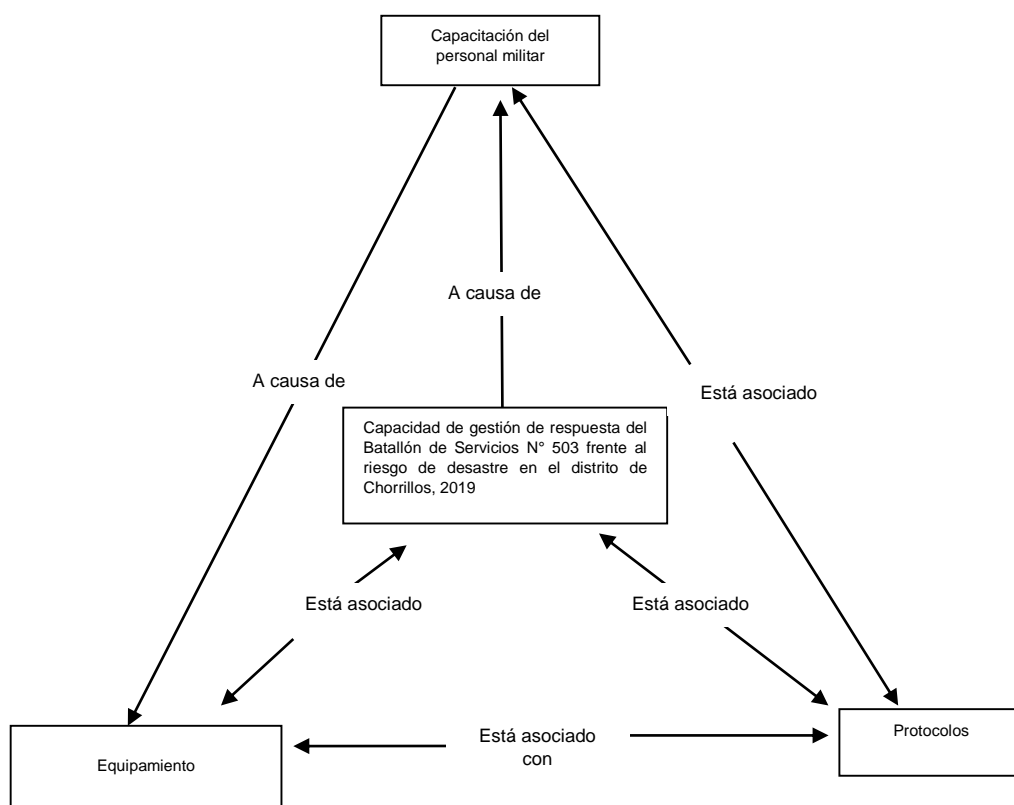 Capacitación del
personal militar
A causa de
A causa de
Está asociado
Capacidad de gestión de respuesta del
Batallón de Servicios N° 503 frente al
riesgo de desastre en el distrito de
Chorrillos, 2019
Está asociado
Está asociado
Equipamiento
Está asociado
con
Protocolos